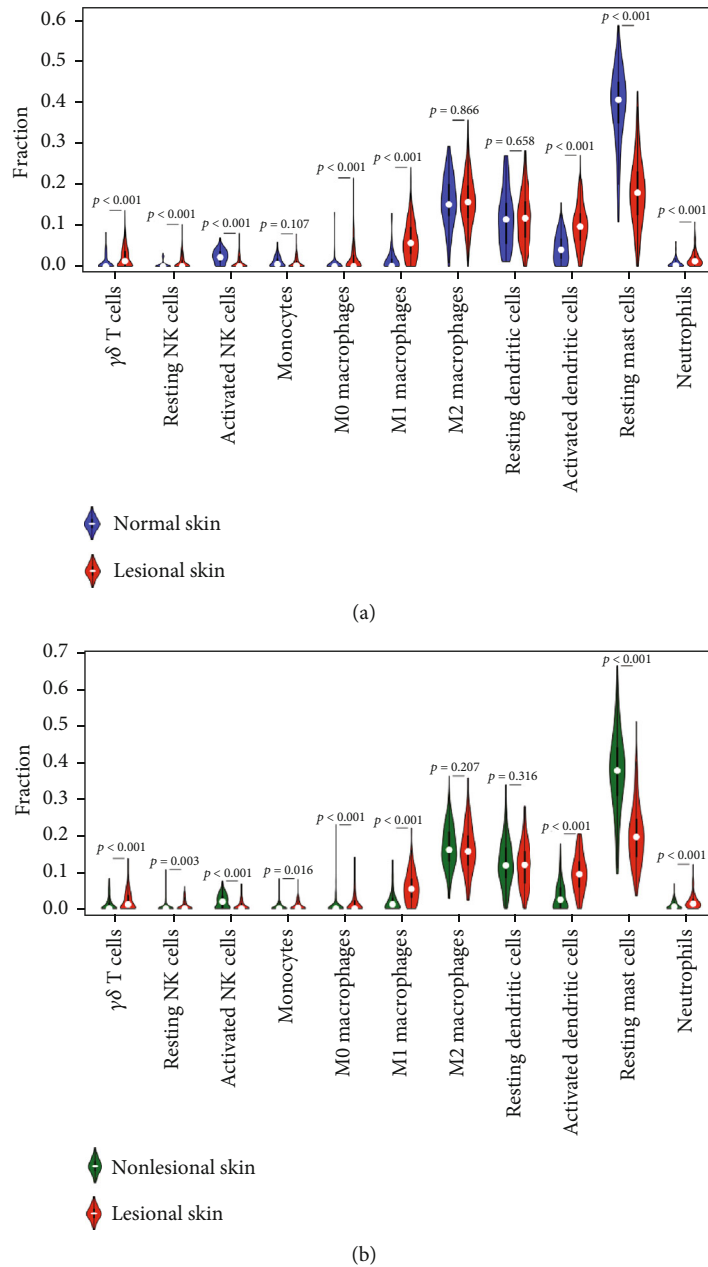 0.6
0.5
0.4
0.3
0.2
0.1
0.0
Fraction
p < 0.001
p < 0.001
p < 0.001
p = 0.107
p < 0.001
p < 0.001
p = 0.866
p = 0.658
p < 0.001
p < 0.001
p < 0.001
γδ T cells
Resting NK cells
Activated NK cells
Monocytes
M0 macrophages
M1 macrophages
M2 macrophages
Resting dendritic cells
Activated dendritic cells
Resting mast cells
Neutrophils
Normal skin
Lesional skin
(a)
0.7
0.6
0.5
0.4
0.3
0.2
0.1
0.0
Fraction
p < 0.001
p = 0.003
p < 0.001
p = 0.016
p < 0.001
p < 0.001
p = 0.207
p = 0.316
p < 0.001
p < 0.001
p < 0.001
γδ T cells
Resting NK cells
Activated NK cells
Monocytes
M0 macrophages
M1 macrophages
M2 macrophages
Resting dendritic cells
Activated dendritic cells
Resting mast cells
Neutrophils
Nonlesional skin
Lesional skin
(b)